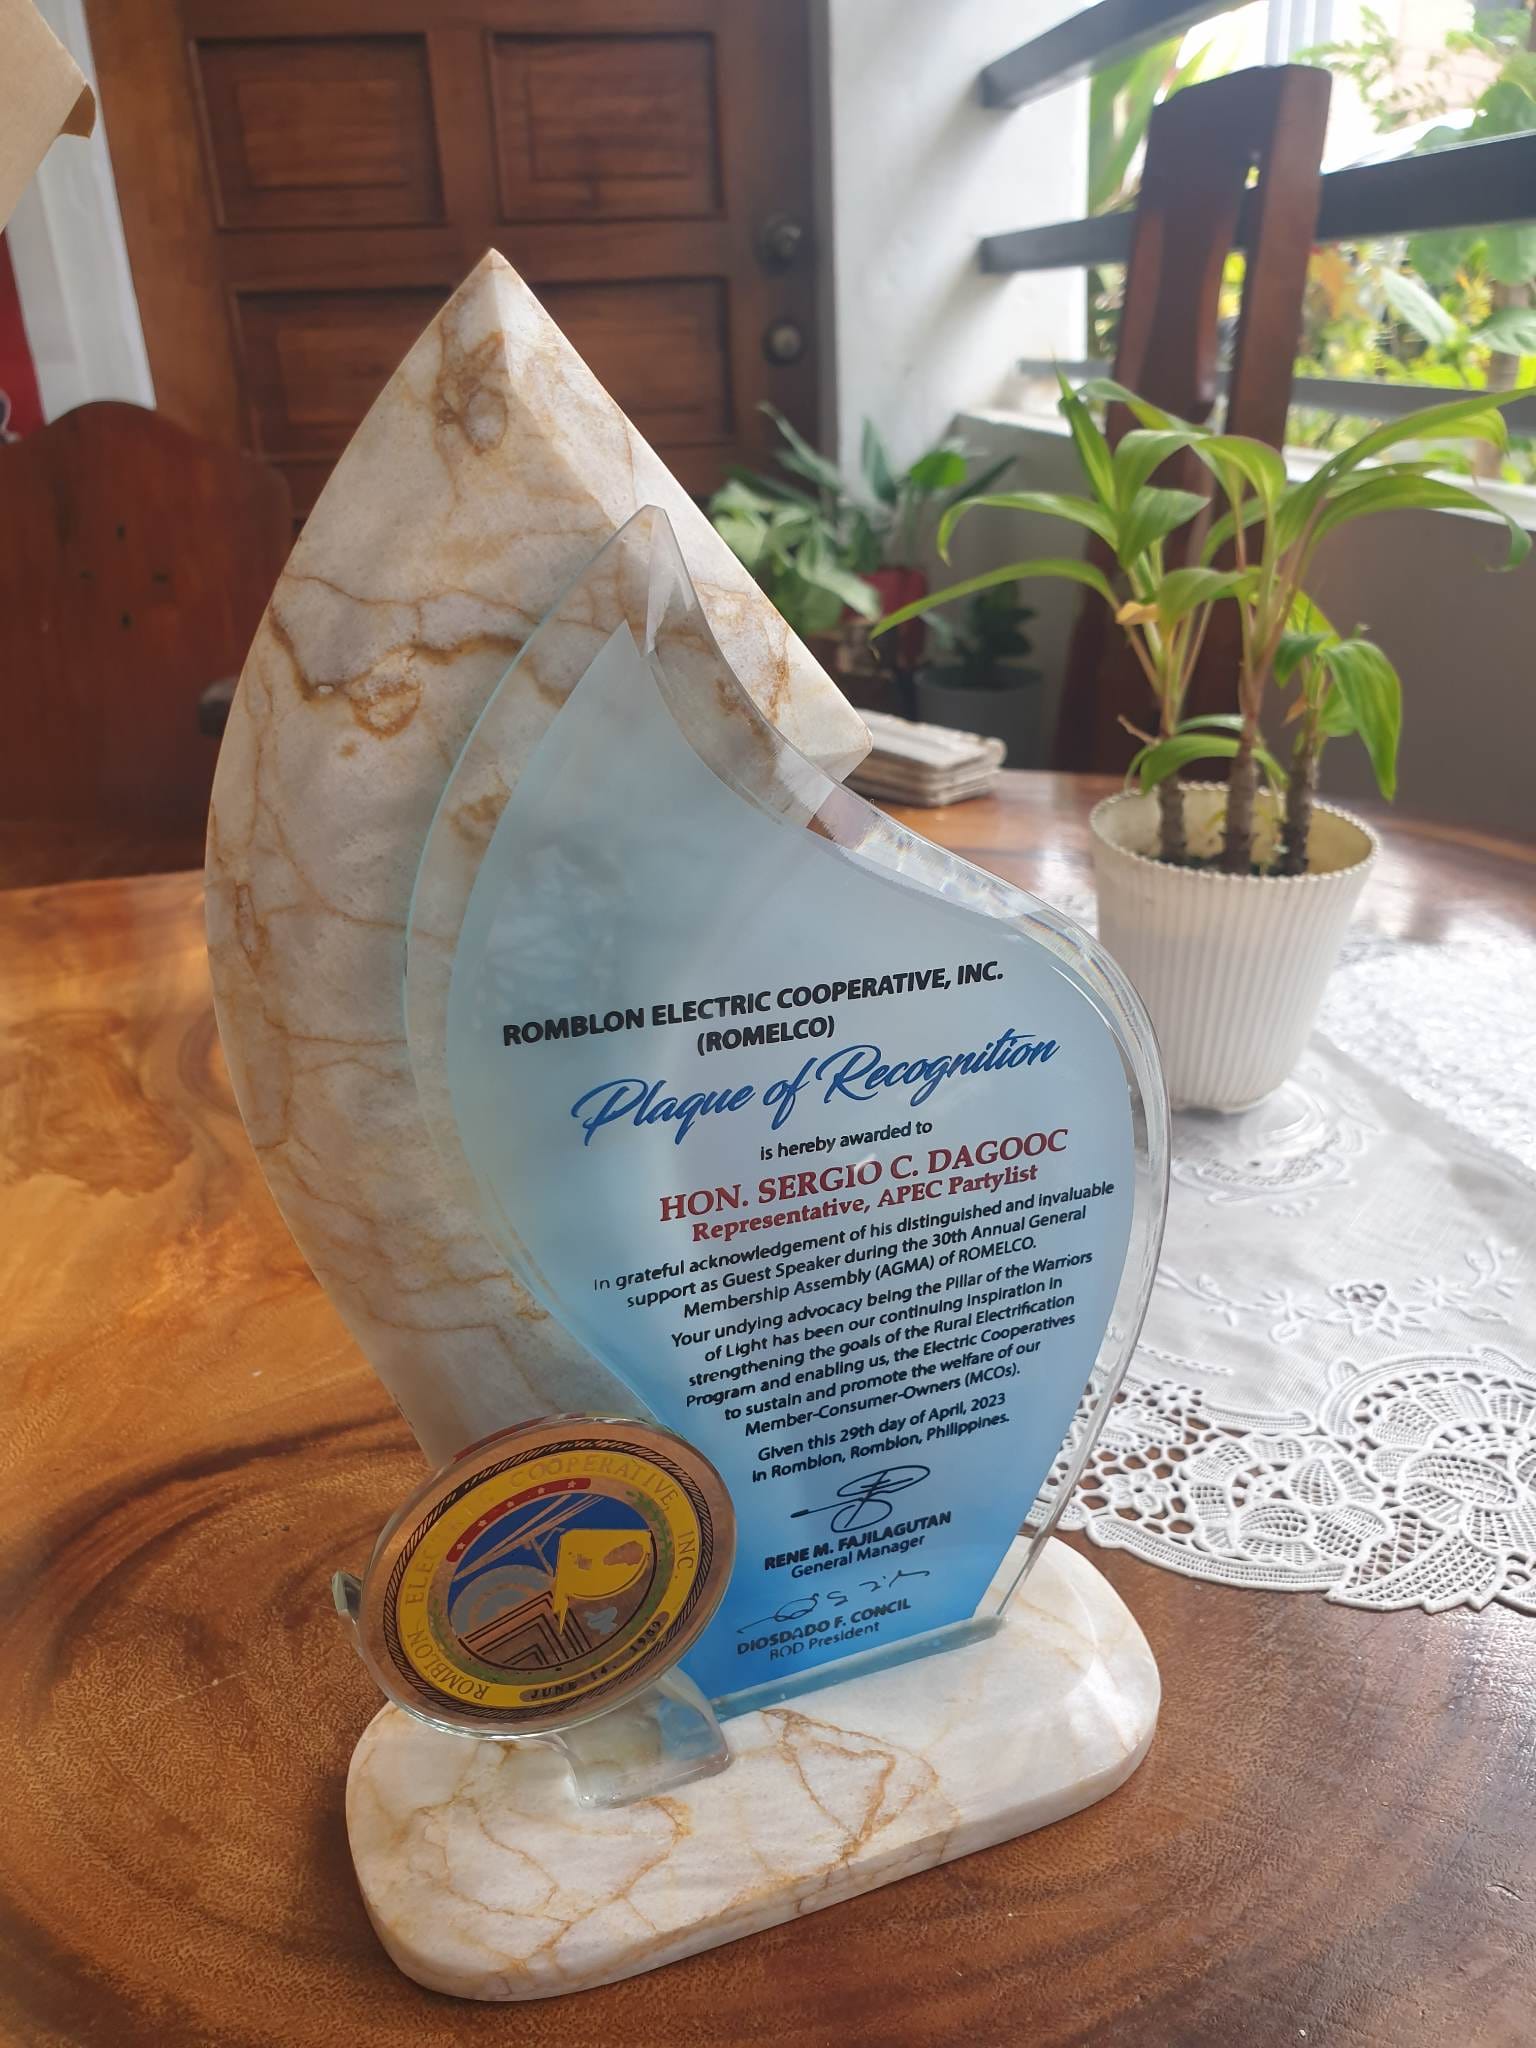 ROMBLON ELECTRIC COOPERATIVE, INC.
(ROMELCO)
Plaque of Recognition
is hereby awarded to
HON. SERGIO C. DAGOOC
Representative, APEC Partylist
In grateful acknowledgement of his distinguished and invaluable
support as Guest Speaker during the 30th Annual General
Membership Assembly (AGMA) of ROMELCO.
Your undying advocacy being the Pillar of the Warriors
of Light has been our continuing inspiration in
strengthening the goals of the Rural Electrification
Program and enabling us, the Electric Cooperatives
to sustain and promote the welfare of our
Member-Consumer-Owners (MCOs).
Given this 29th day of April, 2023
in Romblon, Romblon, Philippines.
RENE M. FAJILAGUTAN
General Manager
DIOSDADO F. CONCIL
BOD President
ROMBLON ELECTRIC COOPERATIVE, INC.
JUNE 14, 1989